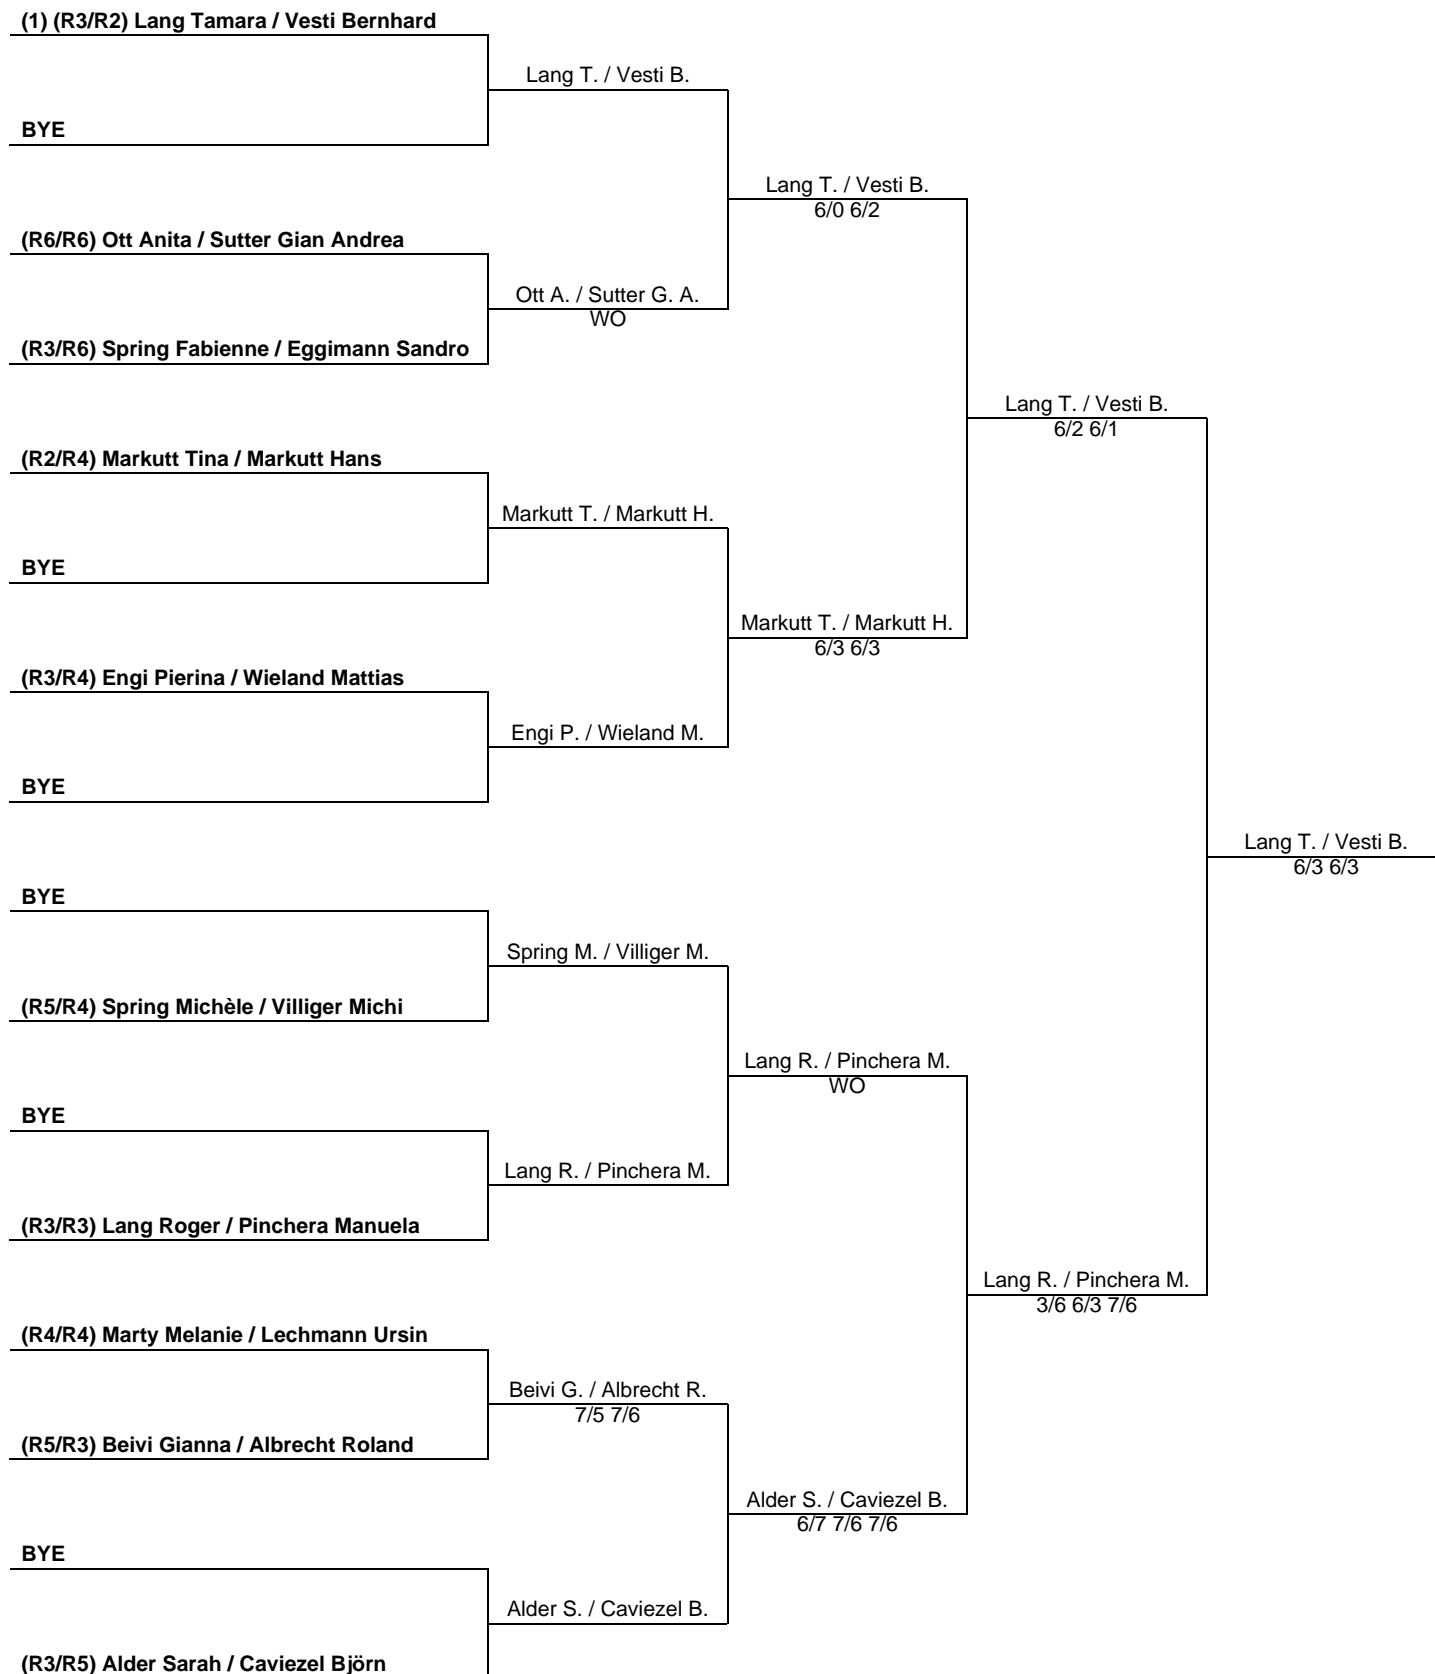 (1) (R3/R2) Lang Tamara / Vesti Bernhard
Lang T. / Vesti B.
BYE
Lang T. / Vesti B.
6/0 6/2
(R6/R6) Ott Anita / Sutter Gian Andrea
Ott A. / Sutter G. A.
WO
(R3/R6) Spring Fabienne / Eggimann Sandro
Lang T. / Vesti B.
6/2 6/1
(R2/R4) Markutt Tina / Markutt Hans
Markutt T. / Markutt H.
BYE
Markutt T. / Markutt H.
6/3 6/3
(R3/R4) Engi Pierina / Wieland Mattias
Engi P. / Wieland M.
BYE
Lang T. / Vesti B.
6/3 6/3
BYE
Spring M. / Villiger M.
(R5/R4) Spring Michèle / Villiger Michi
Lang R. / Pinchera M.
WO
BYE
Lang R. / Pinchera M.
(R3/R3) Lang Roger / Pinchera Manuela
Lang R. / Pinchera M.
3/6 6/3 7/6
(R4/R4) Marty Melanie / Lechmann Ursin
Beivi G. / Albrecht R.
7/5 7/6
(R5/R3) Beivi Gianna / Albrecht Roland
Alder S. / Caviezel B.
6/7 7/6 7/6
BYE
Alder S. / Caviezel B.
(R3/R5) Alder Sarah / Caviezel Björn